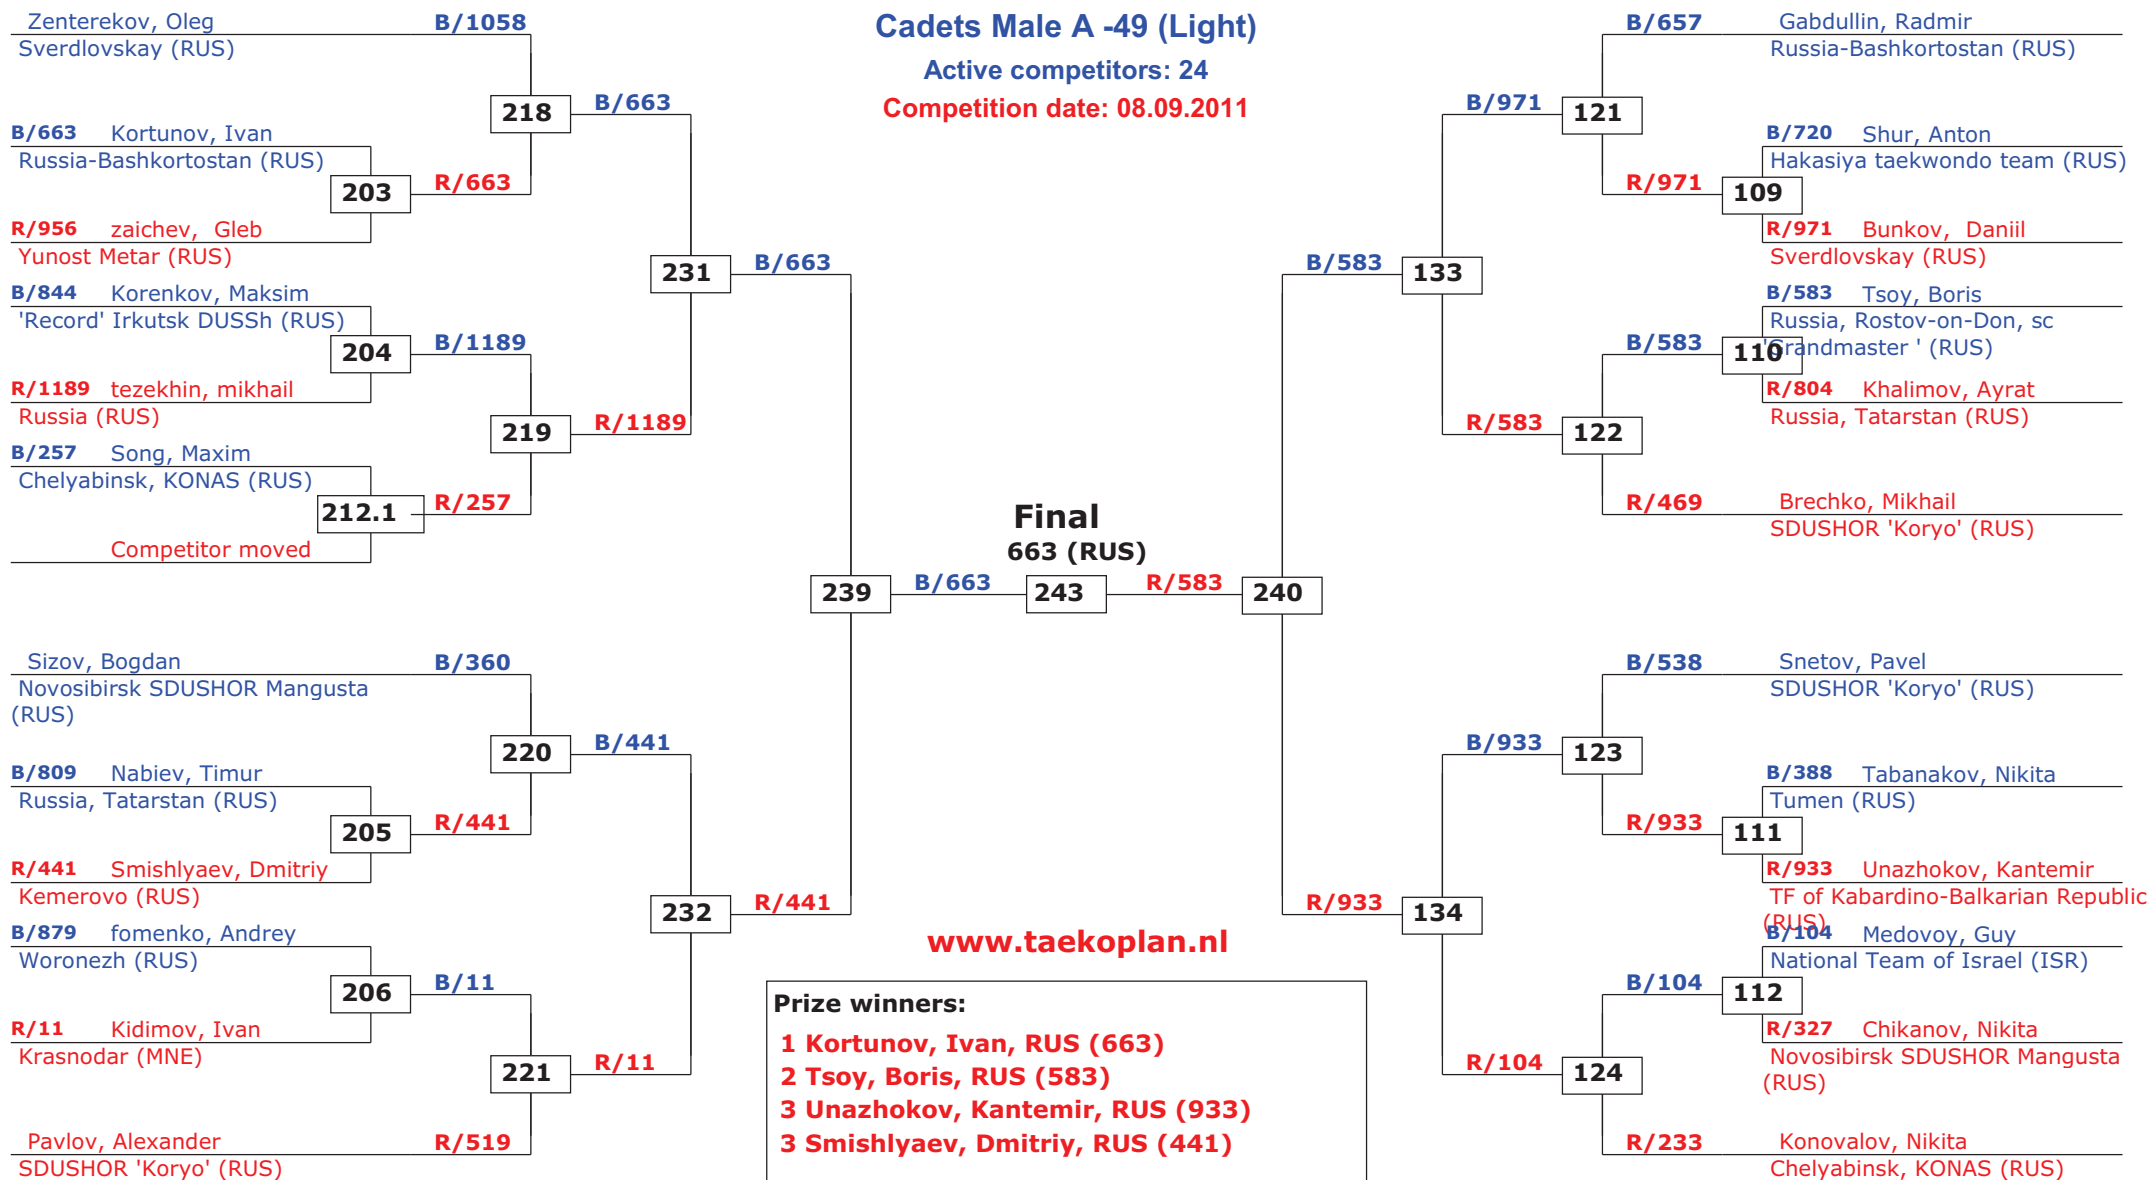 Cadets Male A -49 (Light)
Active competitors: 24
Competition date: 08.09.2011
Zenterekov, Oleg B/1058
Sverdlovskay (RUS)
218 B/663
B/663 Kortunov, Ivan
Russia-Bashkortostan (RUS)
203 R/663
R/956 zaichev, Gleb
Yunost Metar (RUS)
231 B/663
B/844 Korenkov, Maksim
'Record' Irkutsk DUSSh (RUS)
204 B/1189
R/1189 tezekhin, mikhail
Russia (RUS)
219 R/1189
B/257 Song, Maxim
Chelyabinsk, KONAS (RUS)
212.1 R/257
Competitor moved
239 B/663
Sizov, Bogdan B/360
Novosibirsk SDUSHOR Mangusta
(RUS)
220 B/441
B/809 Nabiev, Timur
Russia, Tatarstan (RUS)
205 R/441
R/441 Smishlyaev, Dmitriy
Kemerovo (RUS)
232 R/441
B/879 fomenko, Andrey
Woronezh (RUS)
206 B/11
R/11 Kidimov, Ivan
Krasnodar (MNE)
221 R/11
Pavlov, Alexander R/519
SDUSHOR 'Koryo' (RUS)
Final
663 (RUS)
243
R/583 240
B/657 Gabdullin, Radmir
Russia-Bashkortostan (RUS)
B/971 121
B/720 Shur, Anton
Hakasiya taekwondo team (RUS)
R/971 109
R/971 Bunkov, Daniil
Sverdlovskay (RUS)
B/583 133
B/583 Tsoy, Boris
Russia, Rostov-on-Don, sc
'Grandmaster ' (RUS)
B/583 110
R/804 Khalimov, Ayrat
Russia, Tatarstan (RUS)
R/583 122
R/469 Brechko, Mikhail
SDUSHOR 'Koryo' (RUS)
B/538 Snetov, Pavel
SDUSHOR 'Koryo' (RUS)
B/933 123
B/388 Tabanakov, Nikita
Tumen (RUS)
R/933 111
R/933 Unazhokov, Kantemir
TF of Kabardino-Balkarian Republic
(RUS)
R/933 134
B/104 Medovoy, Guy
National Team of Israel (ISR)
B/104 112
R/327 Chikanov, Nikita
Novosibirsk SDUSHOR Mangusta
(RUS)
R/104 124
R/233 Konovalov, Nikita
Chelyabinsk, KONAS (RUS)
www.taekoplan.nl
Prize winners:
1 Kortunov, Ivan, RUS (663)
2 Tsoy, Boris, RUS (583)
3 Unazhokov, Kantemir, RUS (933)
3 Smishlyaev, Dmitriy, RUS (441)